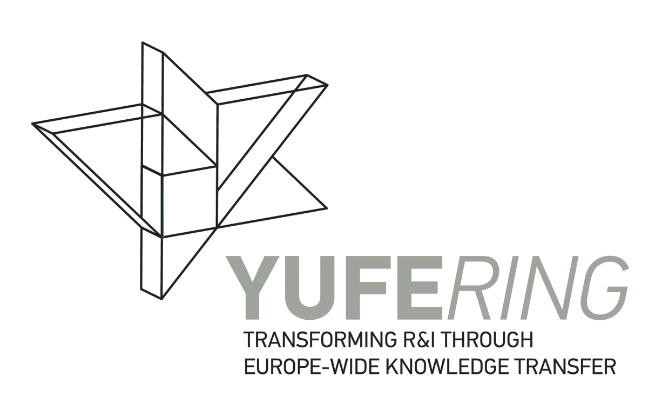 YUFERING
TRANSFORMING R&I THROUGH
EUROPE-WIDE KNOWLEDGE TRANSFER